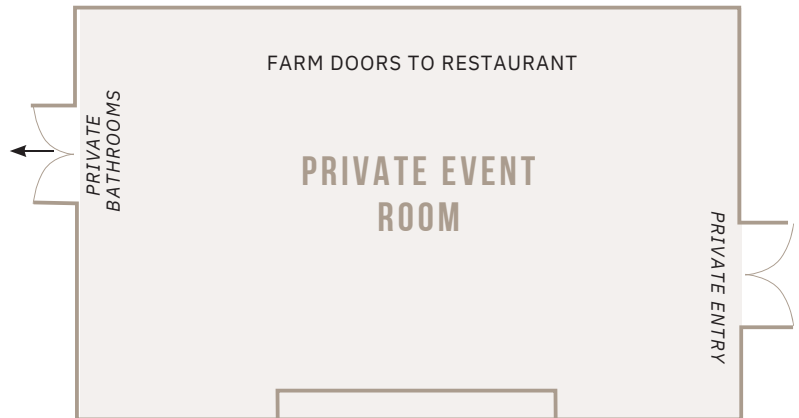 FARM DOORS TO RESTAURANT
PRIVATE
BATHROOMS
PRIVATE EVENT
ROOM
PRIVATE ENTRY